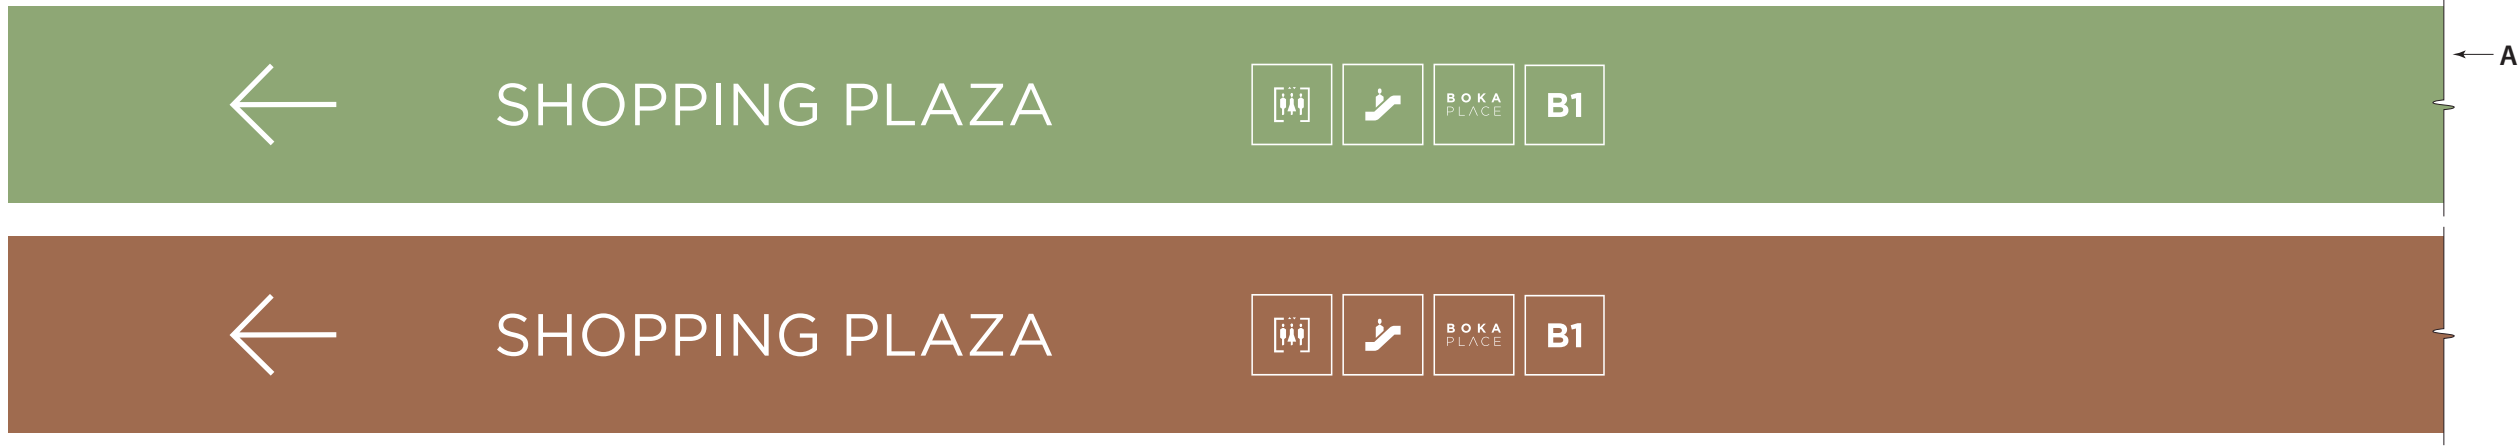 SHOPPING PLAZA
BOKA
PLACE
B1
A
SHOPPING PLAZA
BOKA
PLACE
B1